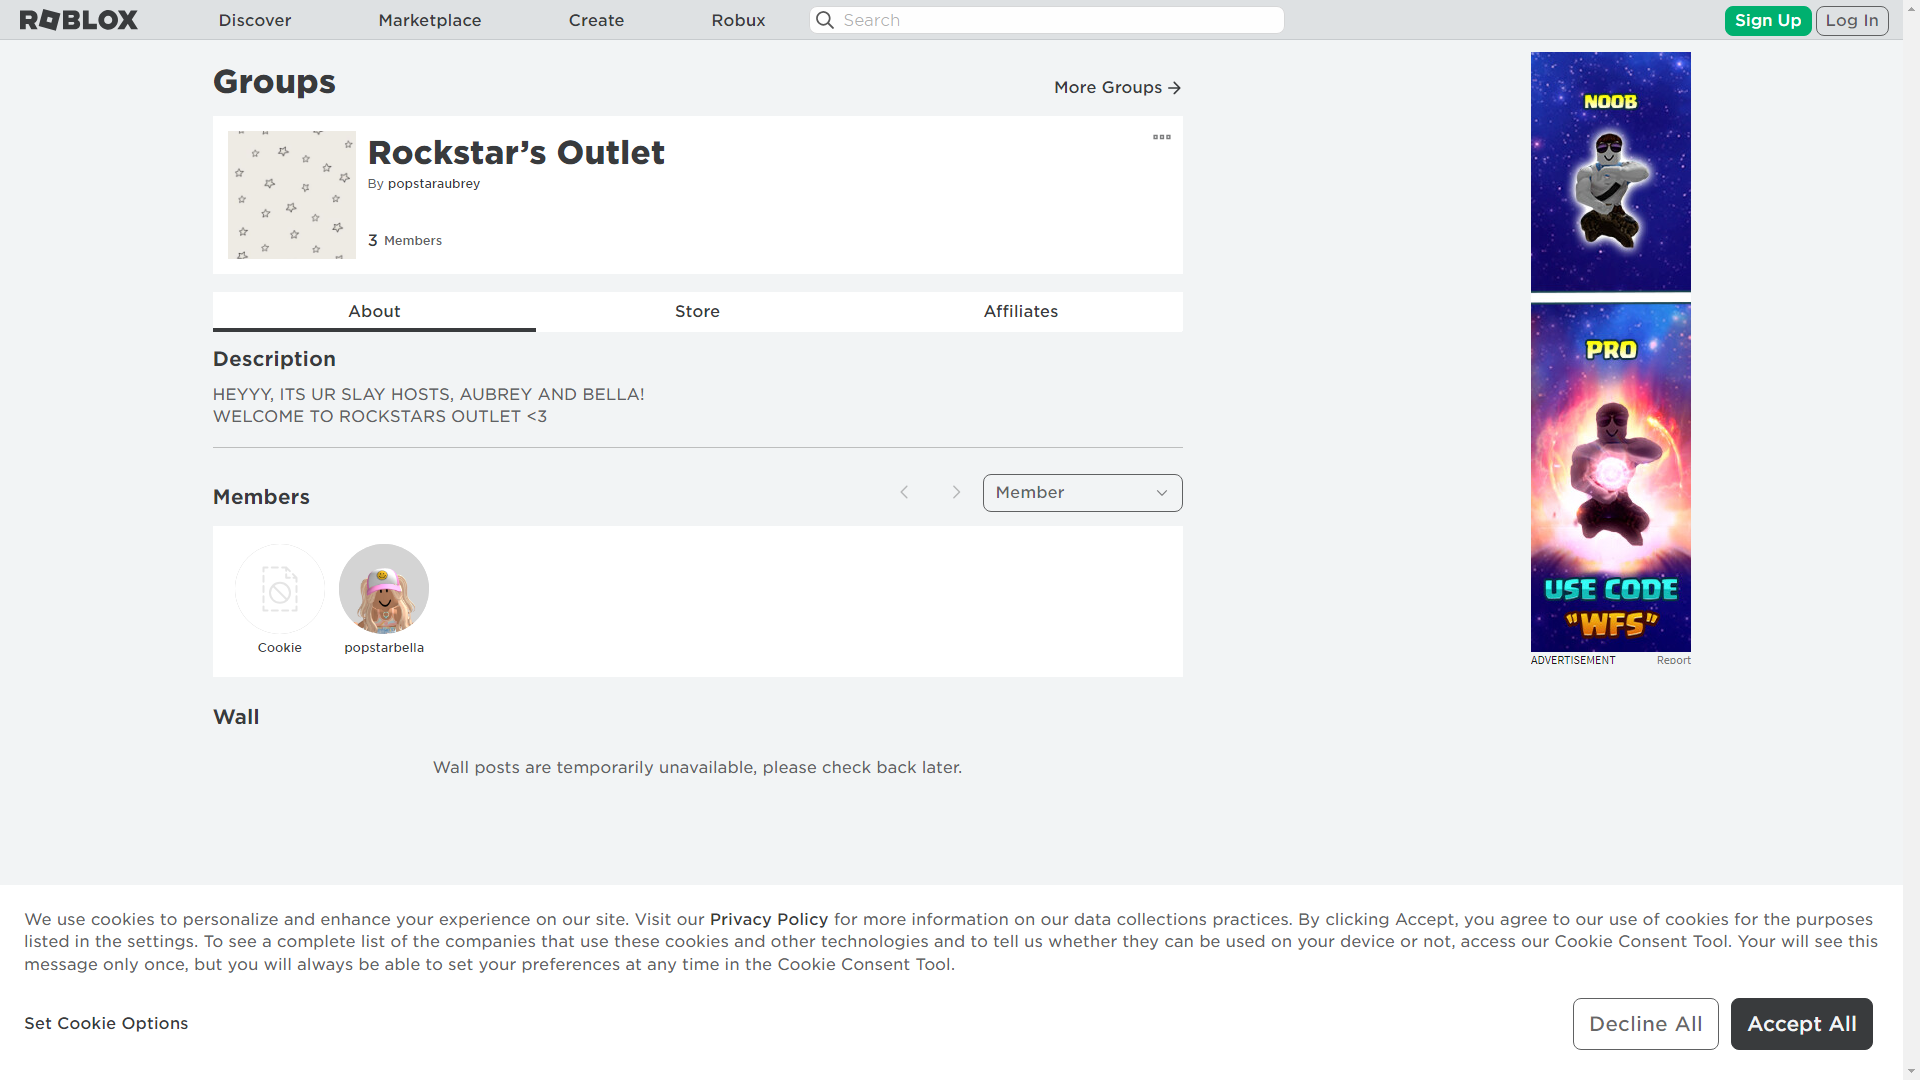 ROBLOX
Discover
Marketplace
Create
Robux
Search
Sign Up
Log In
Groups
More Groups
Rockstar’s Outlet
By popstaraubrey
3 Members
About
Store
Affiliates
Description
HEYYY, ITS UR SLAY HOSTS, AUBREY AND BELLA!
WELCOME TO ROCKSTARS OUTLET <3
Members
Member
Cookie
popstarbella
Wall
Wall posts are temporarily unavailable, please check back later.
NOOB
PRO
USE CODE
"WFS"
ADVERTISEMENT
Report
We use cookies to personalize and enhance your experience on our site. Visit our Privacy Policy for more information on our data collections practices. By clicking Accept, you agree to our use of cookies for the purposes
listed in the settings. To see a complete list of the companies that use these cookies and other technologies and to tell us whether they can be used on your device or not, access our Cookie Consent Tool. Your will see this
message only once, but you will always be able to set your preferences at any time in the Cookie Consent Tool.
Set Cookie Options
Decline All
Accept All